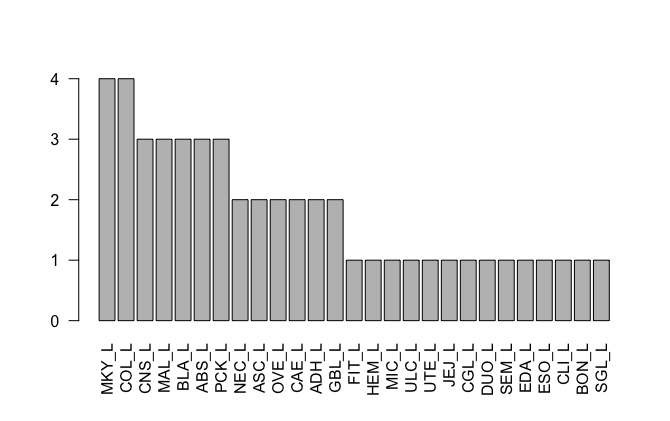 4
3
2
1
0
MKY_L
COL_L
CNS_L
MAL_L
BLA_L
ABS_L
PCK_L
NEC_L
ASC_L
OVE_L
CAE_L
ADH_L
GBL_L
FIT_L
HEM_L
MIC_L
ULC_L
UTE_L
JEJ_L
CGL_L
DUO_L
SEM_L
EDA_L
ESO_L
CLI_L
BON_L
SGL_L